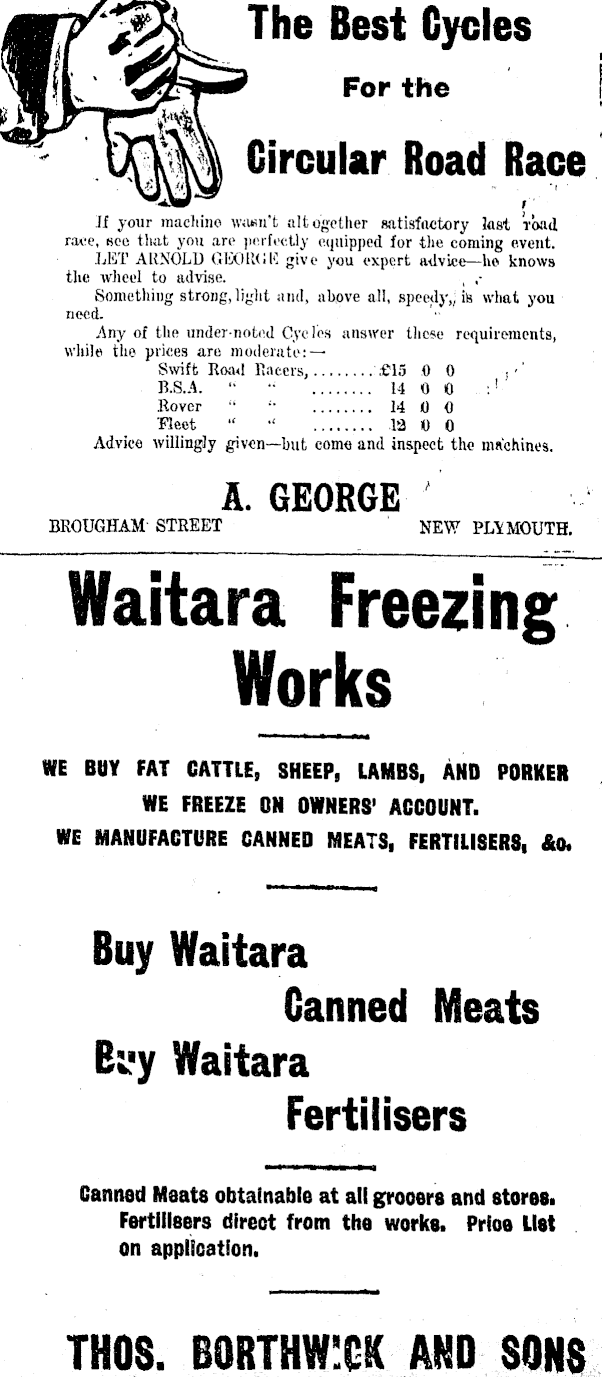 The Best Cycles
For the
Circular Road Race
If your machine wasn't altogether satisfactory last road
race, see that you are perfectly equipped for the coming event.
LET ARNOLD GEORGE give you expert advice—he knows
the wheel to advise.
Something strong, light and, above all, speedy, is what you
need.
Any of the under-noted Cycles answer these requirements,
while the prices are moderate:—
Swift Road Racers, ........ £15 0 0
B.S.A. " " ........ 14 0 0
Rover " " ........ 14 0 0
Fleet " " ........ 12 0 0
Advice willingly given—but come and inspect the machines.
A. GEORGE
BROUGHAM STREET NEW PLYMOUTH.
Waitara Freezing
Works
WE BUY FAT CATTLE, SHEEP, LAMBS, AND PORKER
WE FREEZE ON OWNERS' ACCOUNT.
WE MANUFACTURE CANNED MEATS, FERTILISERS, &c.
Buy Waitara
Canned Meats
Buy Waitara
Fertilisers
Canned Meats obtainable at all grocers and stores.
Fertilisers direct from the works. Price List
on application.
THOS. BORTHWICK AND SONS